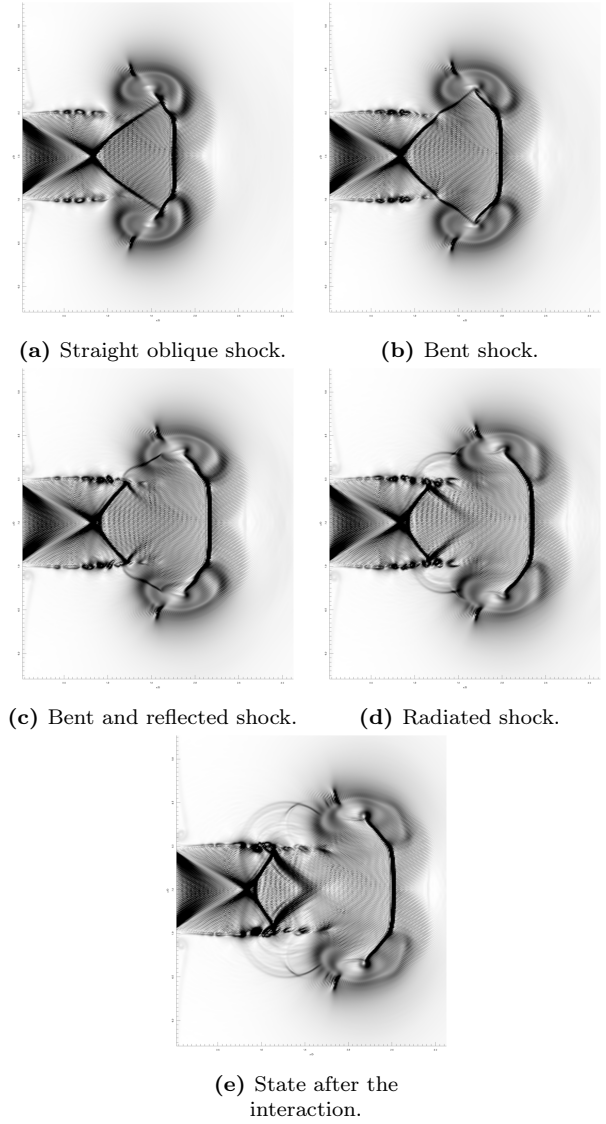 (a) Straight oblique shock.
(b) Bent shock.
(c) Bent and reflected shock.
(d) Radiated shock.
(e) State after the
interaction.